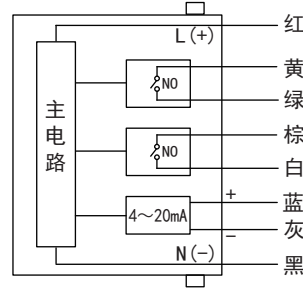 L(+) 红
黄
NO
绿
主电路
棕
NO
白
+ 蓝
4～20mA
- 灰
N(-)
黑